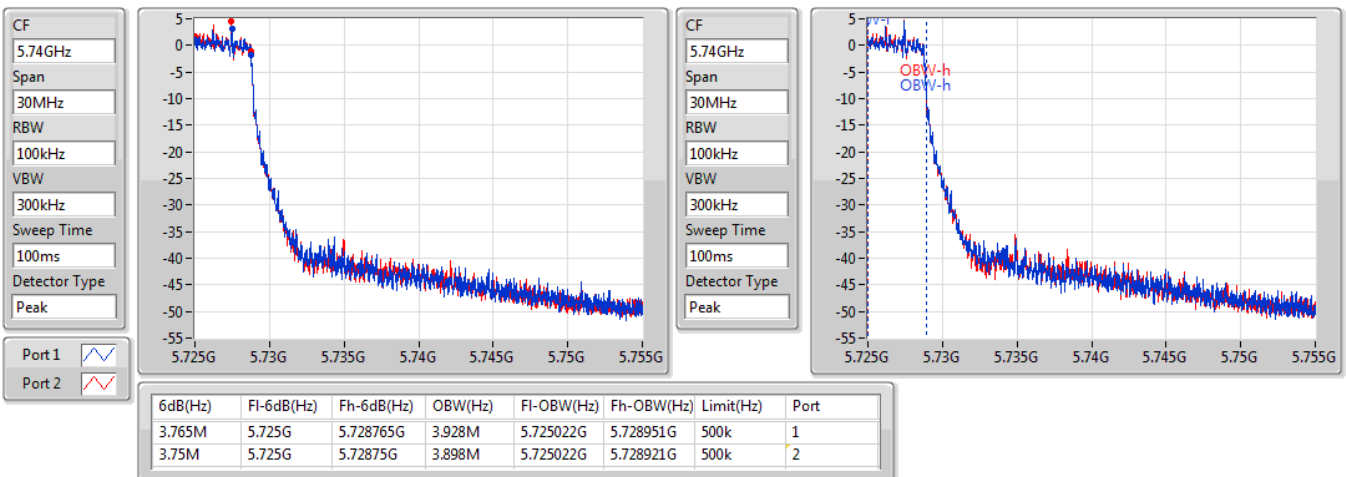 CF
5.74GHz
Span
30MHz
RBW
100kHz
VBW
300kHz
Sweep Time
100ms
Detector Type
Peak
Port 1
Port 2
5
0
-5
-10
-15
-20
-25
-30
-35
-40
-45
-50
-55
5.725G 5.73G 5.735G 5.74G 5.745G 5.75G 5.755G
CF
5.74GHz
Span
30MHz
RBW
100kHz
VBW
300kHz
Sweep Time
100ms
Detector Type
Peak
5
0
-5
-10
-15
-20
-25
-30
-35
-40
-45
-50
-55
OBW-h
OBW-h
5.725G 5.73G 5.735G 5.74G 5.745G 5.75G 5.755G
6dB(Hz) Fl-6dB(Hz) Fh-6dB(Hz) OBW(Hz) Fl-OBW(Hz) Fh-OBW(Hz) Limit(Hz) Port
3.765M 5.725G 5.728765G 3.928M 5.725022G 5.728951G 500k 1
3.75M 5.725G 5.72875G 3.898M 5.725022G 5.728921G 500k 2